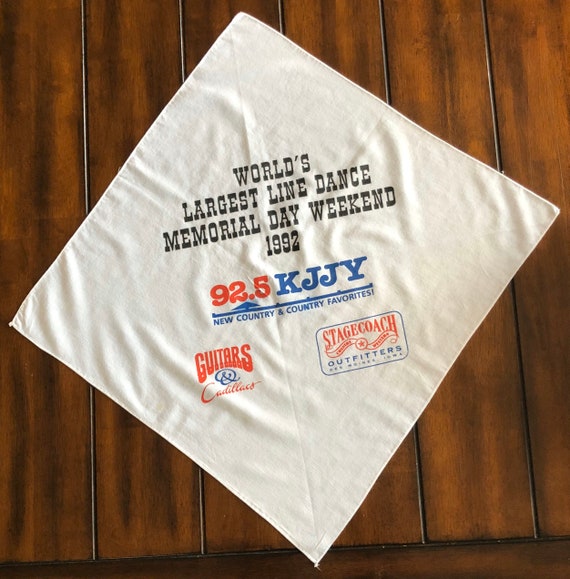 WORLD'S
LARGEST LINE DANCE
MEMORIAL DAY WEEKEND
1992
92.5 KJJY
NEW COUNTRY & COUNTRY FAVORITES!
GUITARS
&
Cadillacs
STAGECOACH
OUTFITTERS
DES MOINES, IOWA